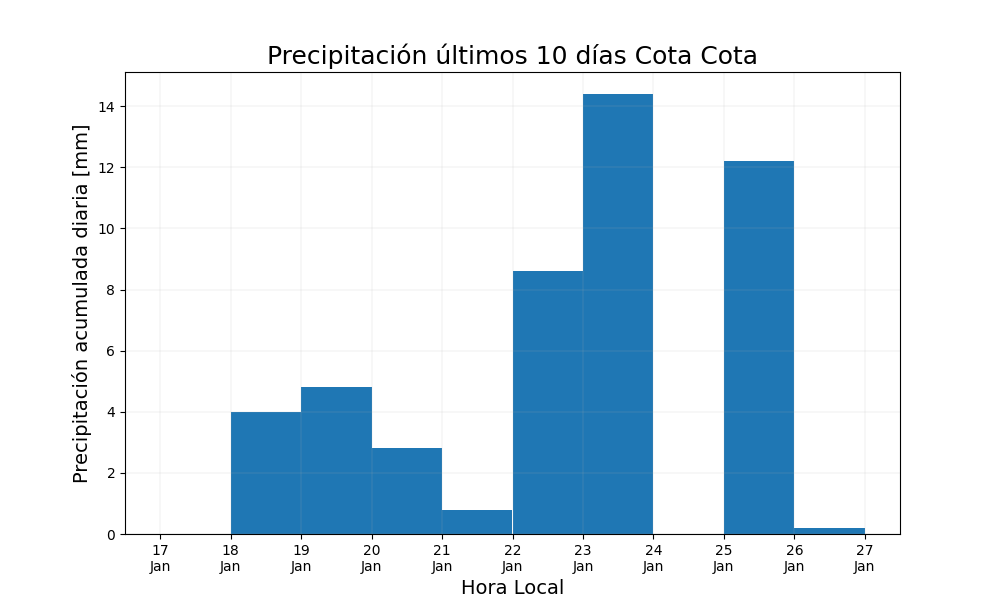 Precipitación últimos 10 días Cota Cota
Precipitación acumulada diaria [mm]
14
12
10
8
6
4
2
0
17 Jan
18 Jan
19 Jan
20 Jan
21 Jan
22 Jan
23 Jan
24 Jan
25 Jan
26 Jan
27 Jan
Hora Local